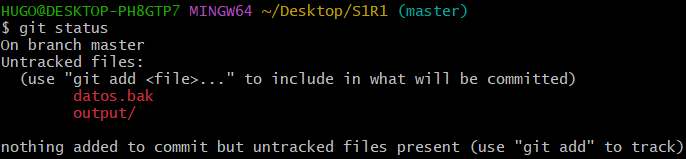 HUGO@DESKTOP-PH8GTP7 MINGW64 ~/Desktop/S1R1 (master)
$ git status
On branch master
Untracked files:
  (use "git add <file>..." to include in what will be committed)
        datos.bak
        output/

nothing added to commit but untracked files present (use "git add" to track)